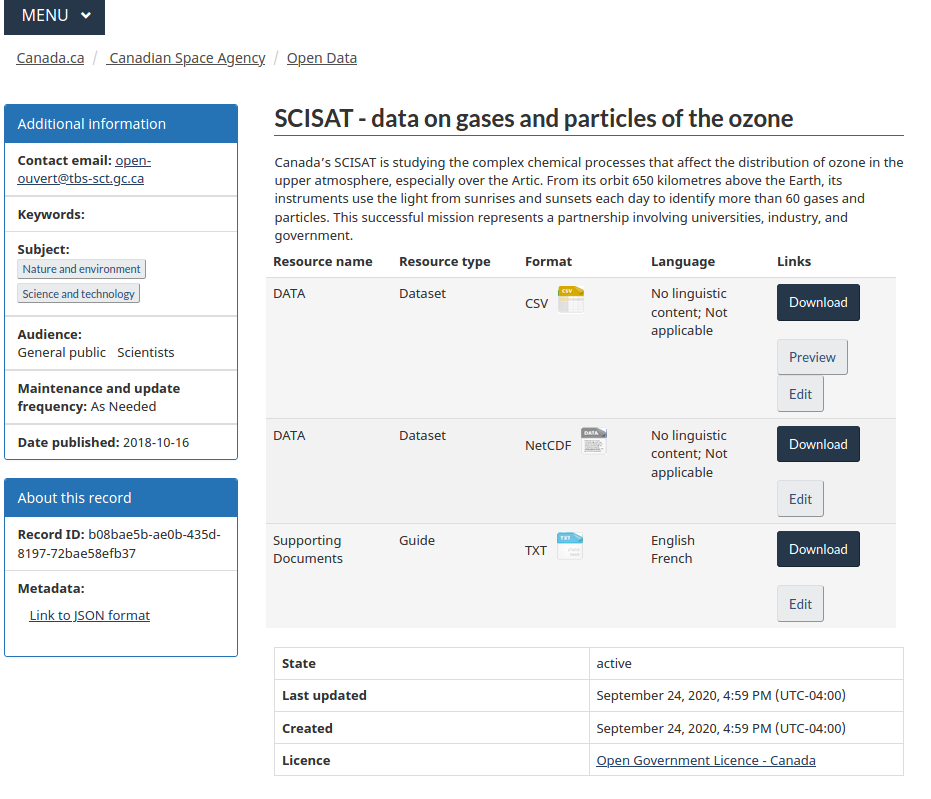 MENU
Canada.ca / Canadian Space Agency / Open Data
Additional information
Contact email: open-
ouvert@tbs-sct.gc.ca
Keywords:
Subject:
Nature and environment
Science and technology
Audience:
General public Scientists
Maintenance and update
frequency: As Needed
Date published: 2018-10-16
About this record
Record ID: b08bae5b-ae0b-435d-
8197-72bae58efb37
Metadata:
Link to JSON format
SCISAT - data on gases and particles of the ozone
Canada's SCISAT is studying the complex chemical processes that affect the distribution of ozone in the
upper atmosphere, especially over the Artic. From its orbit 650 kilometres above the Earth, its
instruments use the light from sunrises and sunsets each day to identify more than 60 gases and
particles. This successful mission represents a partnership involving universities, industry, and
government.
Resource name Resource type Format Language Links
DATA Dataset CSV CSV No linguistic
content; Not
applicable
Download
Preview
Edit
DATA Dataset NetCDF DATA No linguistic
content; Not
applicable
Download
Edit
Supporting
Documents
Guide TXT TXT English
French
Download
Edit
State active
Last updated September 24, 2020, 4:59 PM (UTC-04:00)
Created September 24, 2020, 4:59 PM (UTC-04:00)
Licence Open Government Licence - Canada